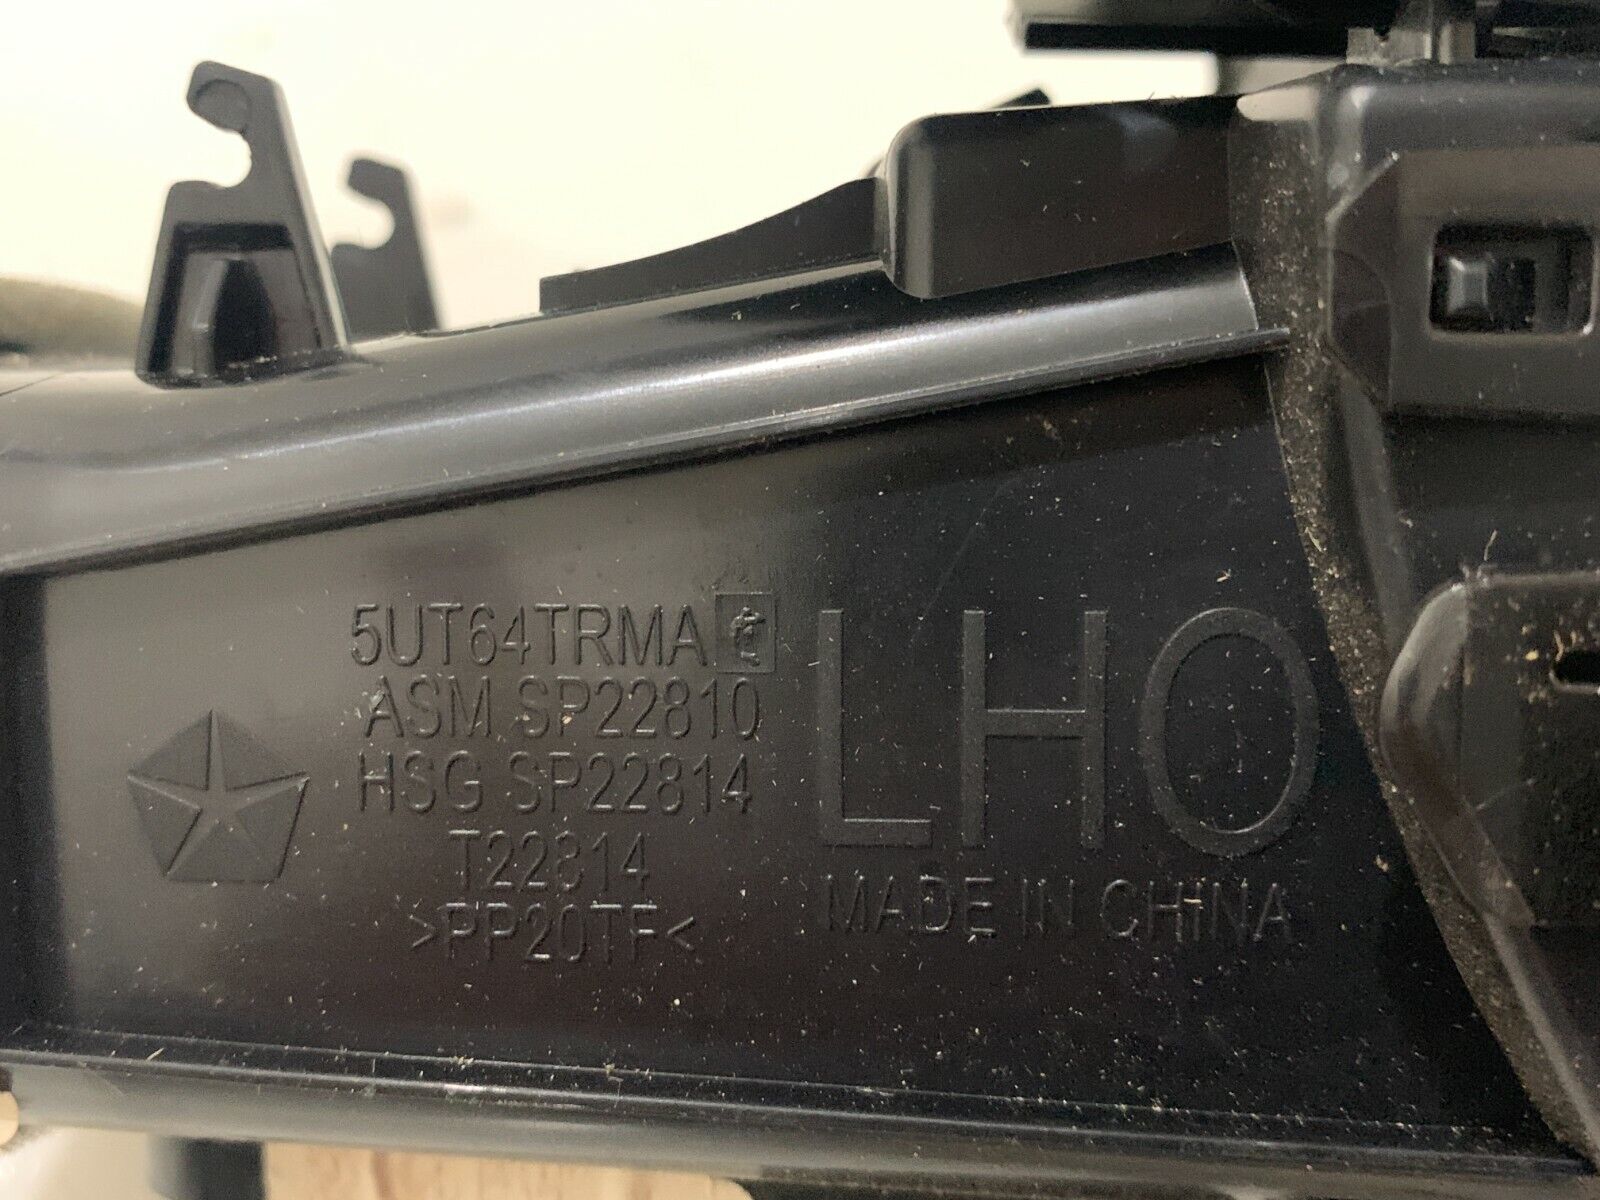 5UT64TRMA
ASM SP22810
HSG SP22814
T22814
>PP20TF<
LHO
MADE IN CHINA